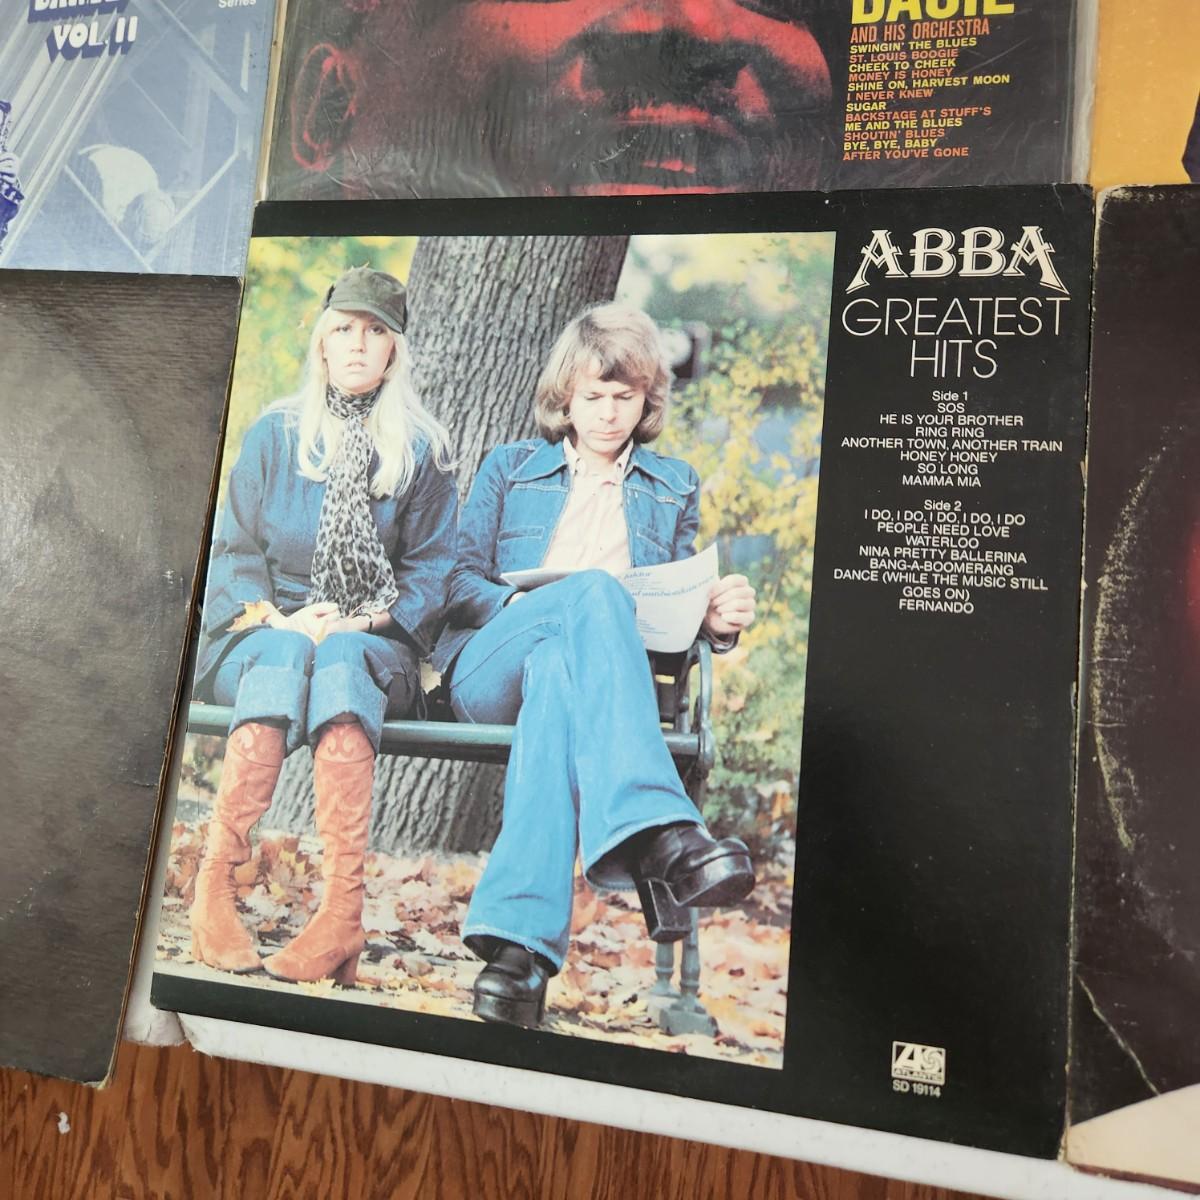 VOL. II
Series
BASIE
AND HIS ORCHESTRA
SWINGIN' THE BLUES
ST. LOUIS BOOGIE
CHEEK TO CHEEK
MONEY IS HONEY
SHINE ON, HARVEST MOON
I NEVER KNEW
SUGAR
BACKSTAGE AT STUFF'S
ME AND THE BLUES
SHOUTIN' BLUES
BYE, BYE, BABY
AFTER YOU'VE GONE
ABBA
GREATEST
HITS
Side 1
SOS
HE IS YOUR BROTHER
RING RING
ANOTHER TOWN, ANOTHER TRAIN
HONEY HONEY
SO LONG
MAMMA MIA
Side 2
I DO, I DO, I DO, I DO, I DO
PEOPLE NEED LOVE
WATERLOO
NINA PRETTY BALLERINA
BANG-A-BOOMERANG
DANCE (WHILE THE MUSIC STILL
GOES ON)
FERNANDO
ATLANTIC
SD 19114